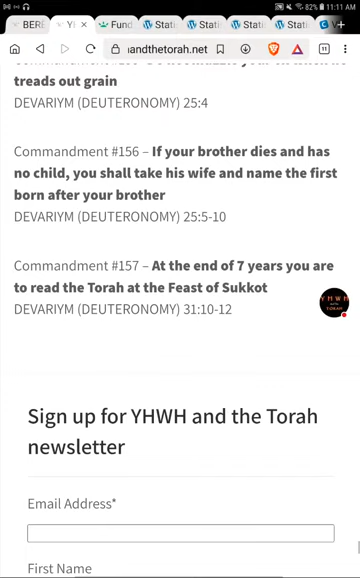 82% 11:11 AM
BERE
YI
Fund
Stati
Stati
Stati
Stati
V
andthetorah.net
11
treads out grain
DEVARIYM (DEUTERONOMY) 25:4
Commandment #156 – If your brother dies and has
no child, you shall take his wife and name the first
born after your brother
DEVARIYM (DEUTERONOMY) 25:5-10
Commandment #157 – At the end of 7 years you are
to read the Torah at the Feast of Sukkot
DEVARIYM (DEUTERONOMY) 31:10-12
YHWH
TORAH
Sign up for YHWH and the Torah
newsletter
Email Address*
First Name